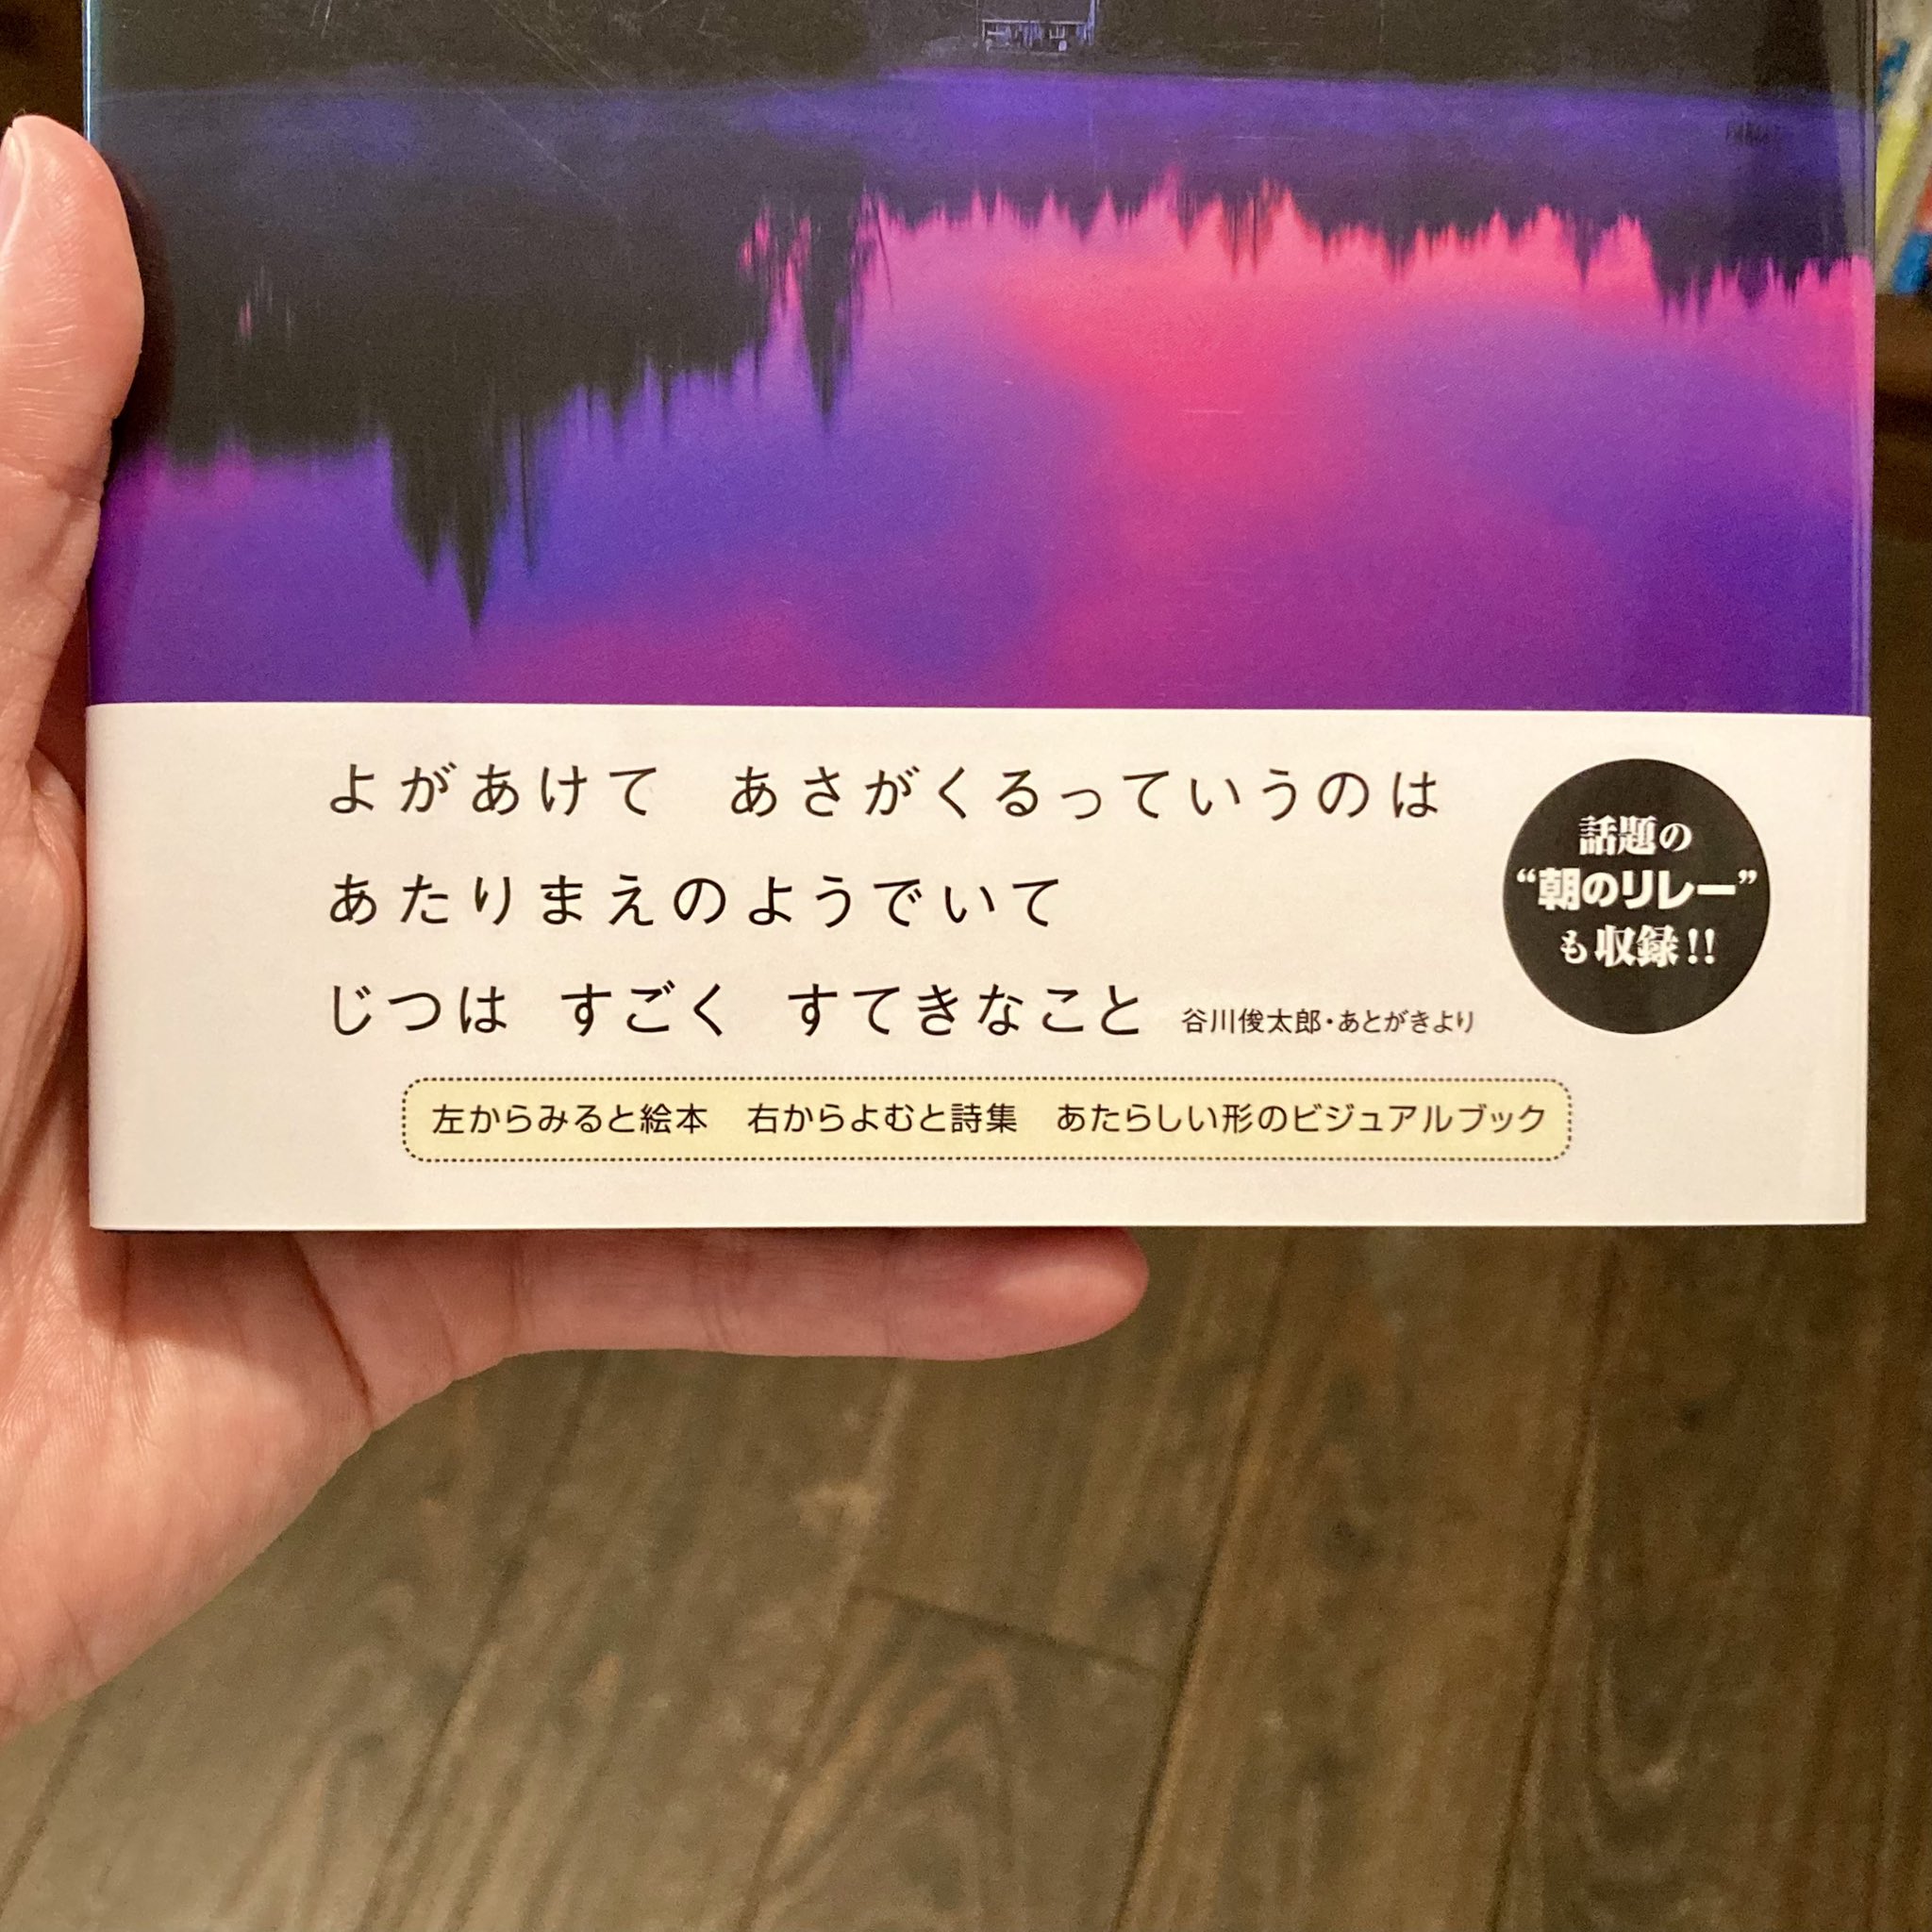 よがあけて　あさがくるっていうのは
あたりまえのようでいて
じつは　すごく　すてきなこと　谷川俊太郎・あとがきより
話題の
“朝のリレー”
も収録!!
左からみると絵本　右からよむと詩集　あたらしい形のビジュアルブック